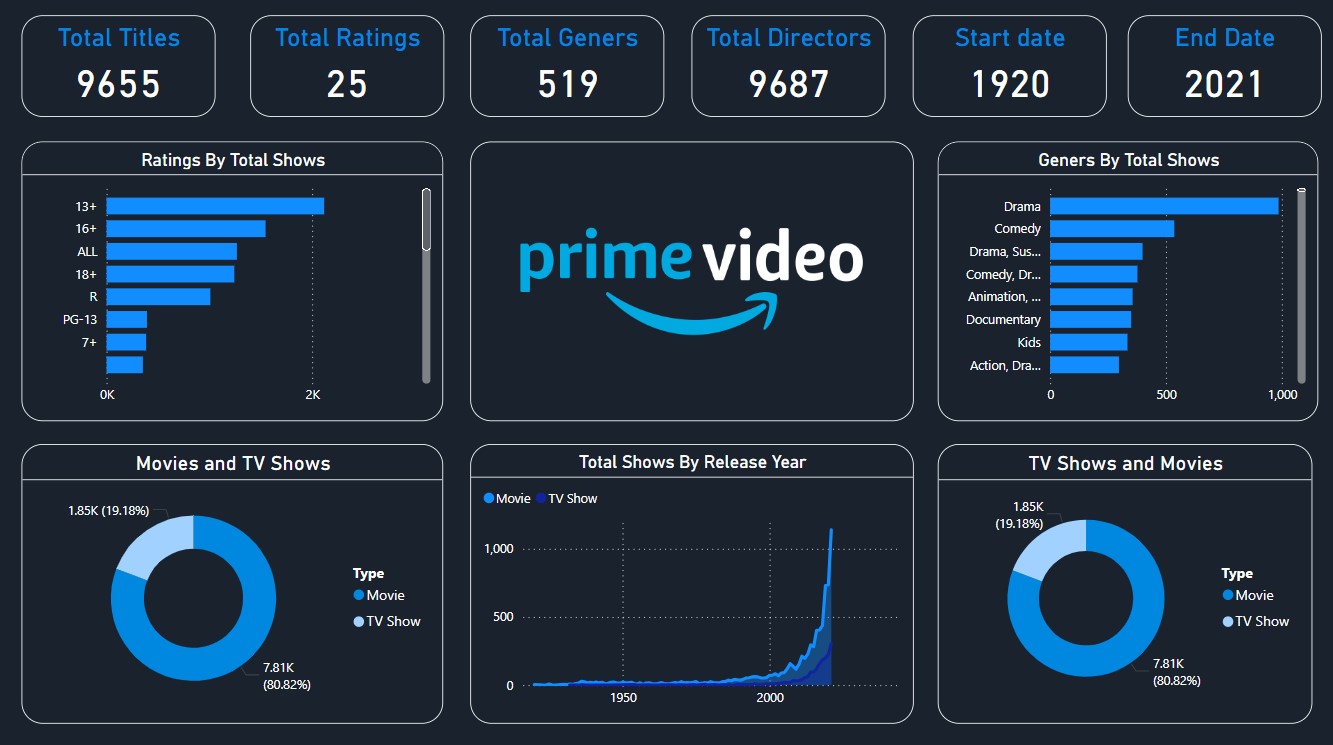 Total Titles
9655
Total Ratings
25
Total Geners
519
Total Directors
9687
Start date
1920
End Date
2021
Ratings By Total Shows
13+
16+
ALL
18+
R
PG-13
7+
0K 2K
prime video
Geners By Total Shows
Drama
Comedy
Drama, Sus...
Comedy, Dr...
Animation, ...
Documentary
Kids
Action, Dra...
0 500 1,000
Movies and TV Shows
1.85K (19.18%)
Type
Movie
TV Show
7.81K
(80.82%)
Total Shows By Release Year
Movie TV Show
1,000
500
0
1950 2000
TV Shows and Movies
1.85K
(19.18%)
Type
Movie
TV Show
7.81K
(80.82%)